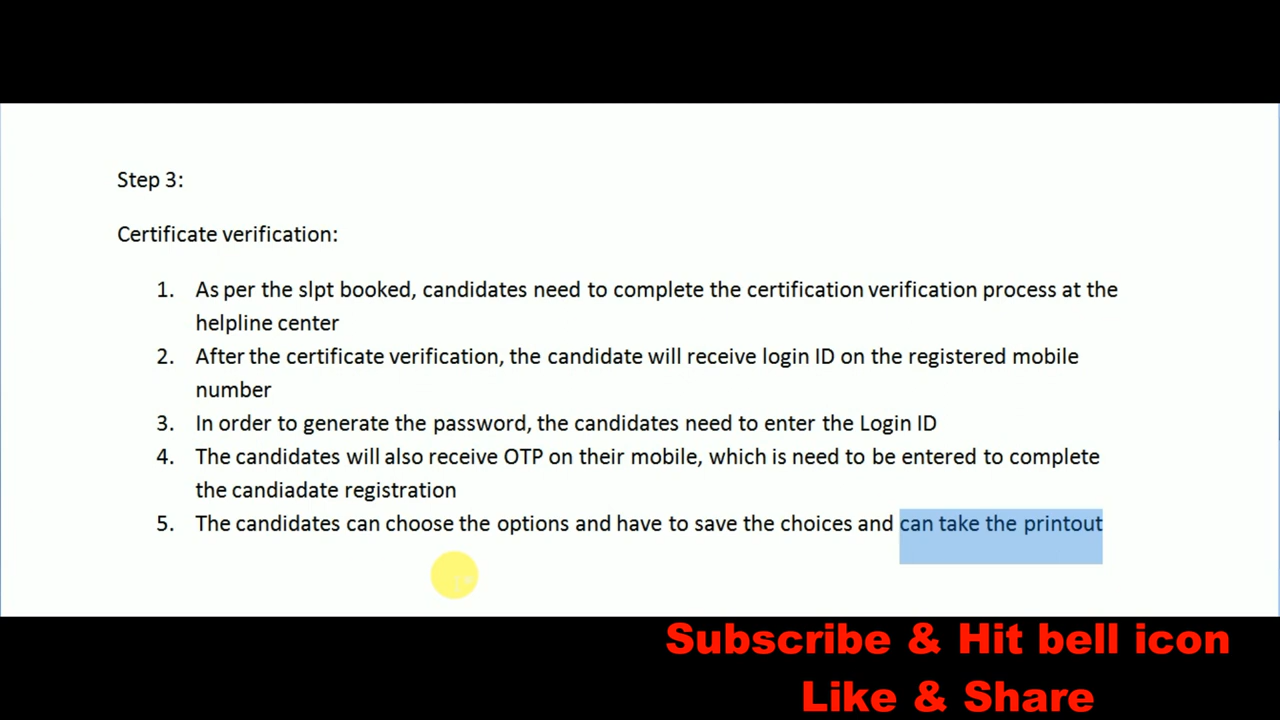 Step 3:
Certificate verification:
1. As per the slpt booked, candidates need to complete the certification verification process at the
helpline center
2. After the certificate verification, the candidate will receive login ID on the registered mobile
number
3. In order to generate the password, the candidates need to enter the Login ID
4. The candidates will also receive OTP on their mobile, which is need to be entered to complete
the candiadate registration
5. The candidates can choose the options and have to save the choices and can take the printout
Subscribe & Hit bell icon
Like & Share